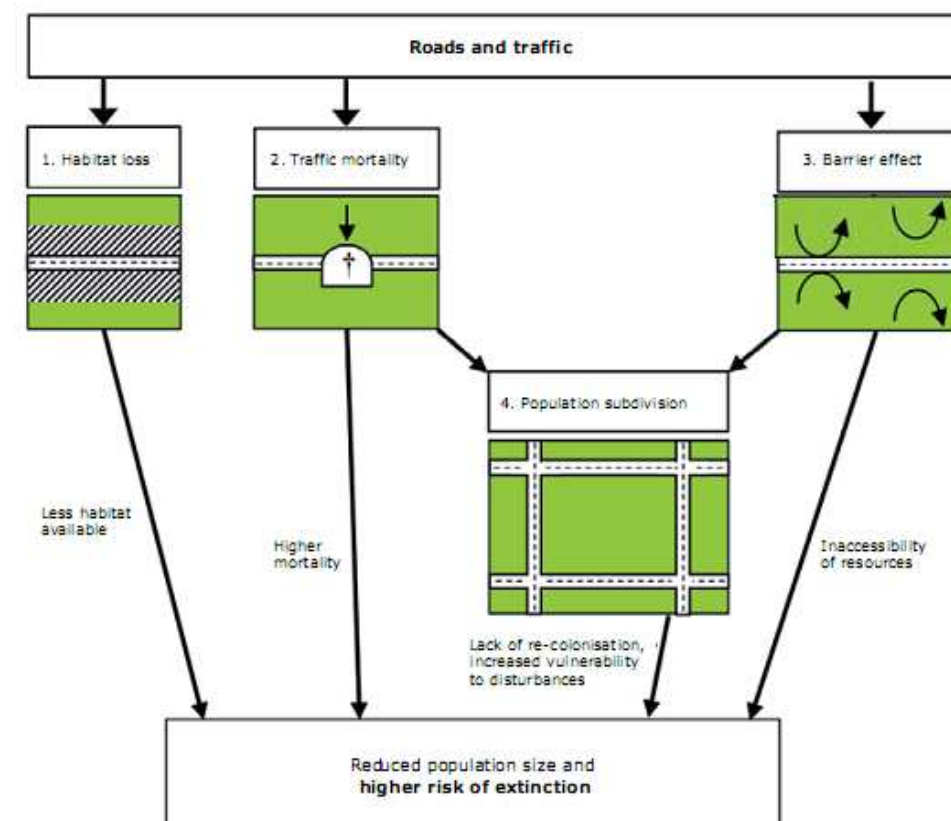 Roads and traffic
1. Habitat loss
2. Traffic mortality
3. Barrier effect
†
4. Population subdivision
Less habitat
available
Higher
mortality
Inaccessibility
of resources
Lack of re-colonisation,
increased vulnerability
to disturbances
Reduced population size and
higher risk of extinction